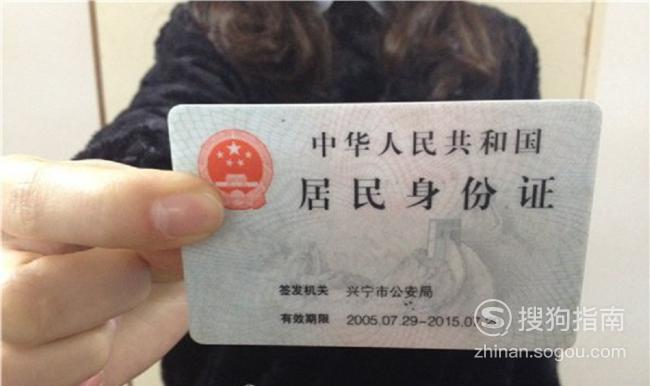 中华人民共和国
居民身份证
签发机关 兴宁市公安局
有效期限 2005.07.29-2015.07
搜狗指南
zhinan.sogou.com